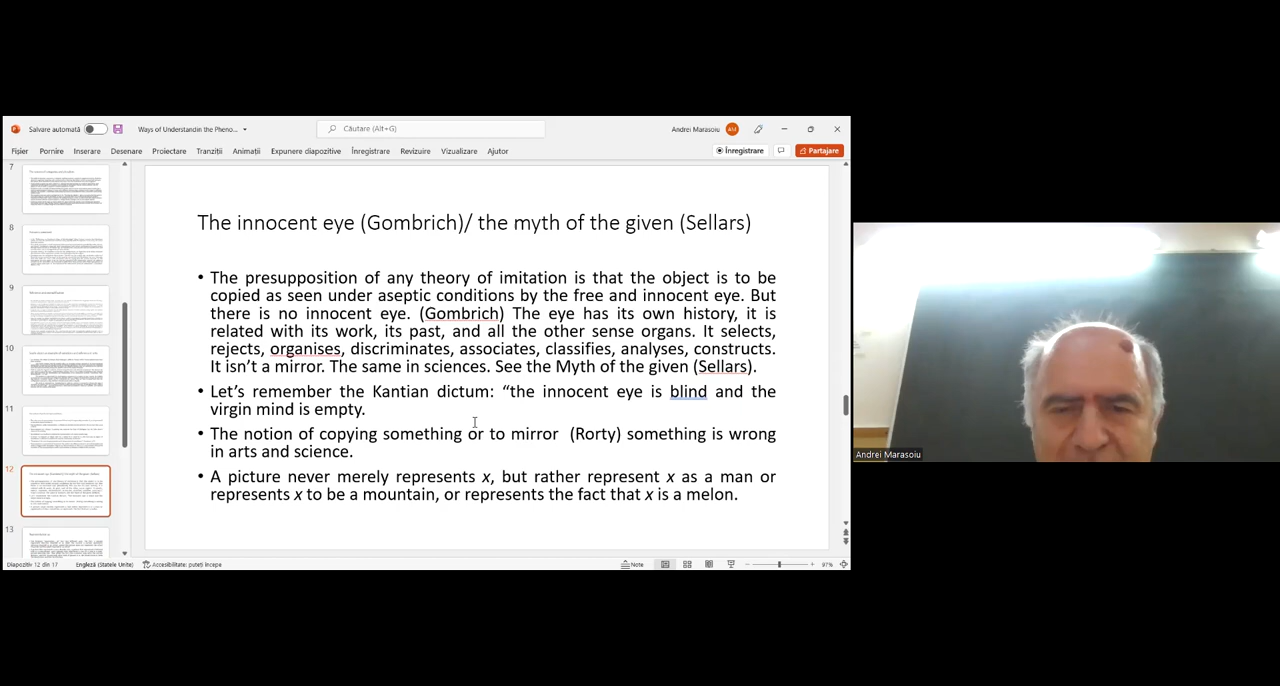 Salvare automată
Ways of Understandin the Pheno...
Căutare (Alt+G)
Andrei Marasoiu
Fișier Pornire Inserare Desenare Proiectare Tranziții Animații Expunere diapozitive Înregistrare Revizuire Vizualizare Ajutor
Înregistrare
Partajare
7
8
9
10
11
12
13
The innocent eye (Gombrich)/ the myth of the given (Sellars)
• The presupposition of any theory of imitation is that the object is to be
copied as seen under aseptic conditions by the free and innocent eye. But
there is no innocent eye. (Gombrich) The eye has its own history, it is
related with its work, its past, and all the other sense organs. It selects,
rejects, organises, discriminates, associates, classifies, analyses, constructs.
It isn't a mirror. The same in sciences. See the Myth of the given (Sellars).
• Let's remember the Kantian dictum: "the innocent eye is blind and the
virgin mind is empty.
• The notion of copying something or to mirror (Rorty) something is wrong
in arts and science.
• A picture never merely represents x, but rather represent x as a man or
represents x to be a mountain, or represents the fact that x is a melon.
Andrei Marasoiu
Diapozitiv 12 din 17
Engleză (Statele Unite)
Accesibilitate: puteți începe
Note
97%